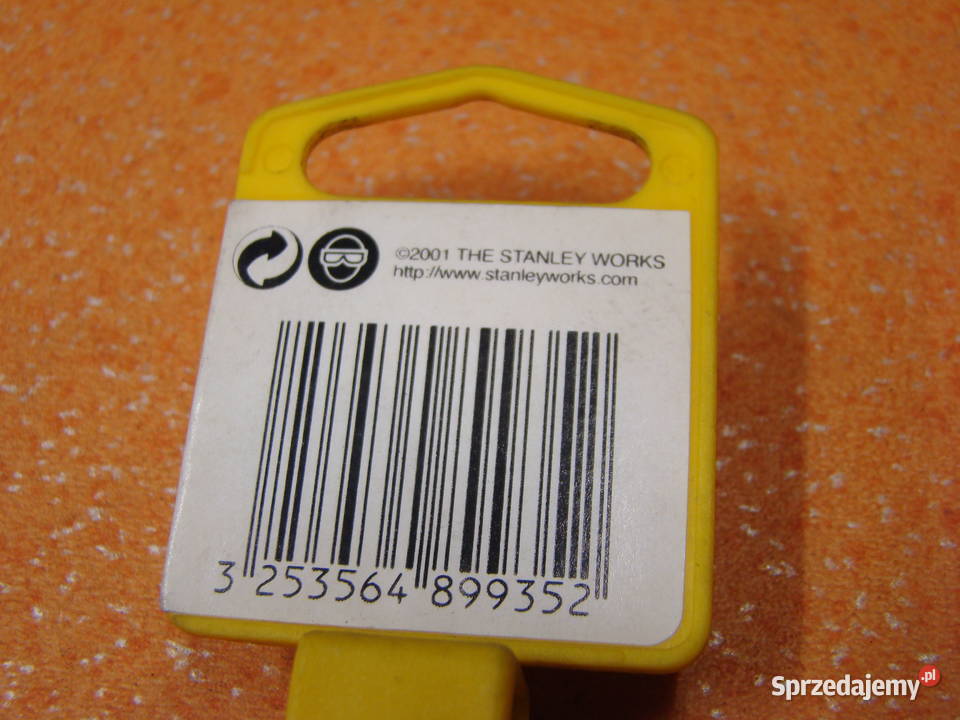 ©2001 THE STANLEY WORKS
http://www.stanleyworks.com
3 253564 899352
Sprzedajemy.pl